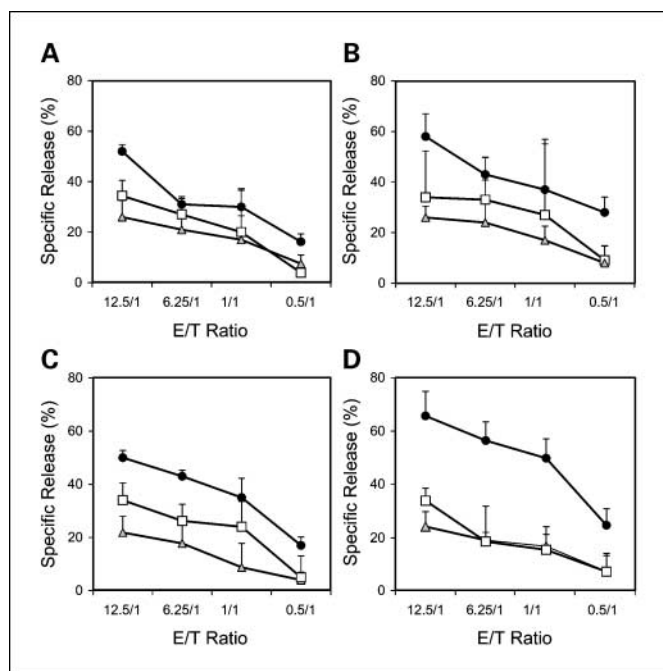 A
80
60
40
20
0
Specific Release (%)
12.5/1 6.25/1 1/1 0.5/1
E/T Ratio
B
80
60
40
20
0
Specific Release (%)
12.5/1 6.25/1 1/1 0.5/1
E/T Ratio
C
80
60
40
20
0
Specific Release (%)
12.5/1 6.25/1 1/1 0.5/1
E/T Ratio
D
80
60
40
20
0
Specific Release (%)
12.5/1 6.25/1 1/1 0.5/1
E/T Ratio